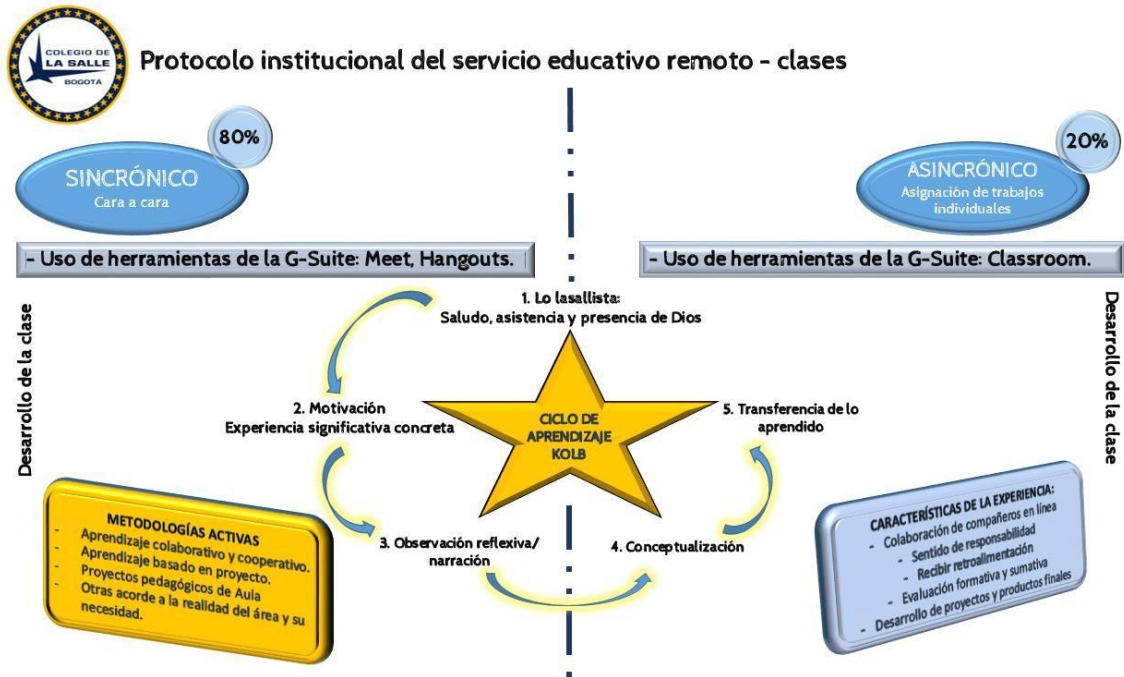 COLEGIO DE
LA SALLE
BOGOTÁ
Protocolo institucional del servicio educativo remoto - clases
80%
SINCRÓNICO
Cara a cara
20%
ASINCRÓNICO
Asignación de trabajos
individuales
- Uso de herramientas de la G-Suite: Meet, Hangouts.
- Uso de herramientas de la G-Suite: Classroom.
Desarrollo de la clase
1. Lo lasallista:
Saludo, asistencia y presencia de Dios
2. Motivación
Experiencia significativa concreta
CICLO DE
APRENDIZAJE
KOLB
5. Transferencia de lo
aprendido
Desarrollo de la clase
3. Observación reflexiva/
narración
4. Conceptualización
METODOLOGÍAS ACTIVAS
- Aprendizaje colaborativo y cooperativo.
- Aprendizaje basado en proyecto.
- Proyectos pedagógicos de Aula
- Otras acorde a la realidad del área y su
necesidad.
CARACTERÍSTICAS DE LA EXPERIENCIA:
- Colaboración de compañeros en línea
- Sentido de responsabilidad
- Recibir retroalimentación
- Evaluación formativa y sumativa
- Desarrollo de proyectos y productos finales